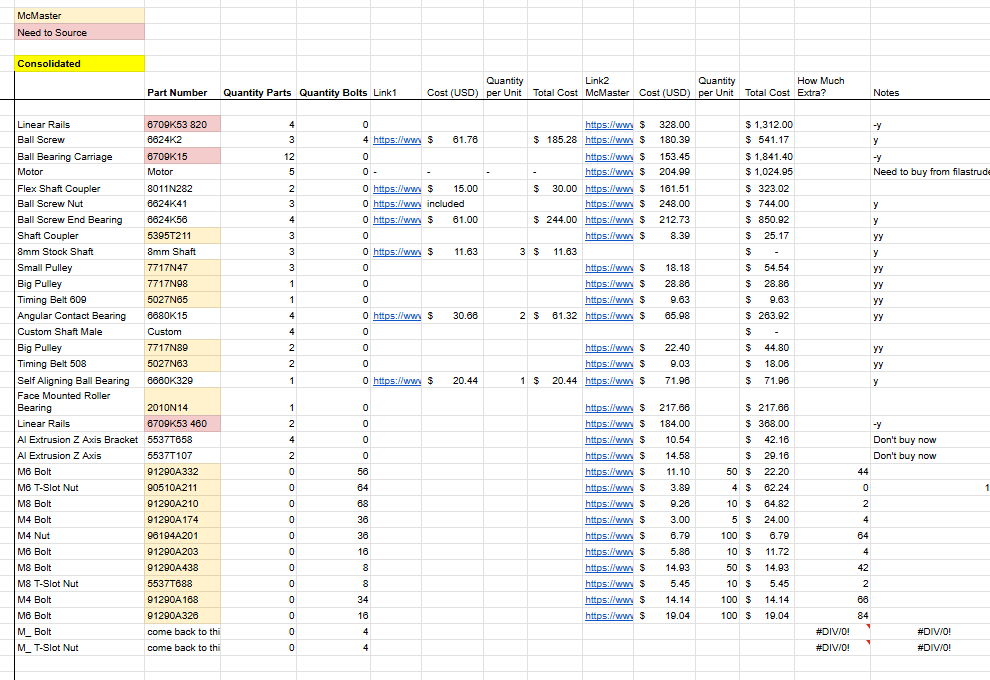 McMaster
Need to Source
Consolidated
Part Number Quantity Parts Quantity Bolts Link1 Cost (USD) Quantity per Unit Total Cost Link2 McMaster Cost (USD) Quantity per Unit Total Cost How Much Extra? Notes
Linear Rails 6709K53 820 4 0 https://www $ 328.00 $ 1,312.00 -y
Ball Screw 6624K2 3 4 https://www $ 61.76 $ 185.28 https://www $ 180.39 $ 541.17 y
Ball Bearing Carriage 6709K15 12 0 https://www $ 153.45 $ 1,841.40 -y
Motor Motor 5 0 - - - - https://www $ 204.99 $ 1,024.95 Need to buy from filastrude
Flex Shaft Coupler 8011N282 2 0 https://www $ 15.00 $ 30.00 https://www $ 161.51 $ 323.02
Ball Screw Nut 6624K41 3 0 https://www included https://www $ 248.00 $ 744.00 y
Ball Screw End Bearing 6624K56 4 0 https://www $ 61.00 $ 244.00 https://www $ 212.73 $ 850.92 y
Shaft Coupler 5395T211 3 0 https://www $ 8.39 $ 25.17 yy
8mm Stock Shaft 8mm Shaft 3 0 https://www $ 11.63 3 $ 11.63 $ - y
Small Pulley 7717N47 3 0 https://www $ 18.18 $ 54.54 yy
Big Pulley 7717N98 1 0 https://www $ 28.86 $ 28.86 yy
Timing Belt 609 5027N65 1 0 https://www $ 9.63 $ 9.63 yy
Angular Contact Bearing 6680K15 4 0 https://www $ 30.66 2 $ 61.32 https://www $ 65.98 $ 263.92 yy
Custom Shaft Male Custom 4 0 $ -
Big Pulley 7717N89 2 0 https://www $ 22.40 $ 44.80 yy
Timing Belt 508 5027N63 2 0 https://www $ 9.03 $ 18.06 yy
Self Aligning Ball Bearing 6660K329 1 0 https://www $ 20.44 1 $ 20.44 https://www $ 71.96 $ 71.96 y
Face Mounted Roller
Bearing 2010N14 1 0 https://www $ 217.66 $ 217.66
Linear Rails 6709K53 460 2 0 https://www $ 184.00 $ 368.00 -y
Al Extrusion Z Axis Bracket 5537T658 4 0 https://www $ 10.54 $ 42.16 Don't buy now
Al Extrusion Z Axis 5537T107 2 0 https://www $ 14.58 $ 29.16 Don't buy now
M6 Bolt 91290A332 0 56 https://www $ 11.10 50 $ 22.20 44
M6 T-Slot Nut 90510A211 0 64 https://www $ 3.89 4 $ 62.24 0 1
M8 Bolt 91290A210 0 68 https://www $ 9.26 10 $ 64.82 2
M4 Bolt 91290A174 0 36 https://www $ 3.00 5 $ 24.00 4
M4 Nut 96194A201 0 36 https://www $ 6.79 100 $ 6.79 64
M6 Bolt 91290A203 0 16 https://www $ 5.86 10 $ 11.72 4
M8 Bolt 91290A438 0 8 https://www $ 14.93 50 $ 14.93 42
M8 T-Slot Nut 5537T688 0 8 https://www $ 5.45 10 $ 5.45 2
M4 Bolt 91290A168 0 34 https://www $ 14.14 100 $ 14.14 66
M6 Bolt 91290A326 0 16 https://www $ 19.04 100 $ 19.04 84
M_ Bolt come back to thi 0 4 #DIV/0! #DIV/0!
M_ T-Slot Nut come back to thi 0 4 #DIV/0! #DIV/0!